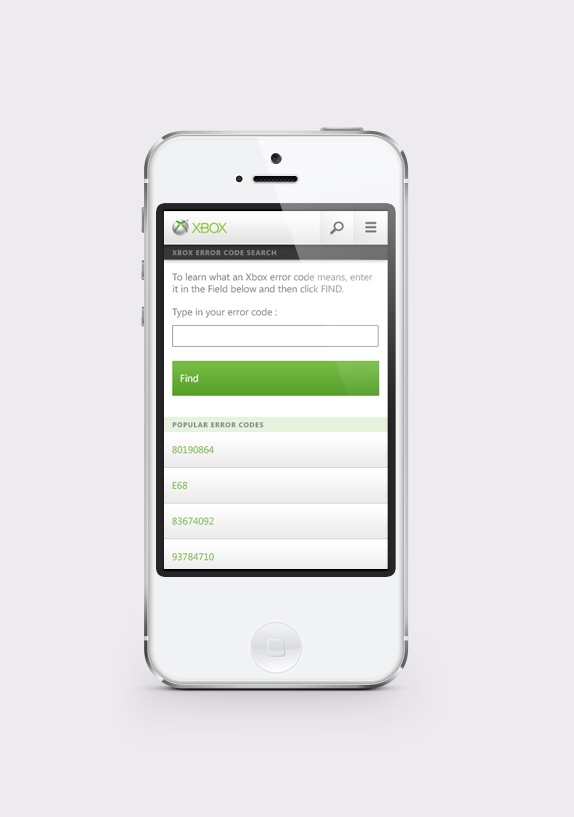 XBOX
XBOX ERROR CODE SEARCH
To learn what an Xbox error code means, enter
it in the Field below and then click FIND.
Type in your error code :
Find
POPULAR ERROR CODES
80190864
E68
83674092
93784710